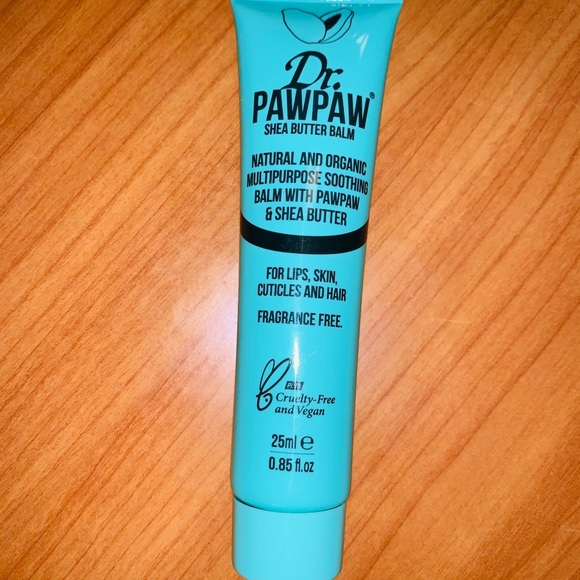 Dr.
PAWPAW®
SHEA BUTTER BALM
NATURAL AND ORGANIC
MULTIPURPOSE SOOTHING
BALM WITH PAWPAW
& SHEA BUTTER
FOR LIPS, SKIN,
CUTICLES AND HAIR
FRAGRANCE FREE.
Cruelty-Free
and Vegan
25ml e
0.85 fl.oz